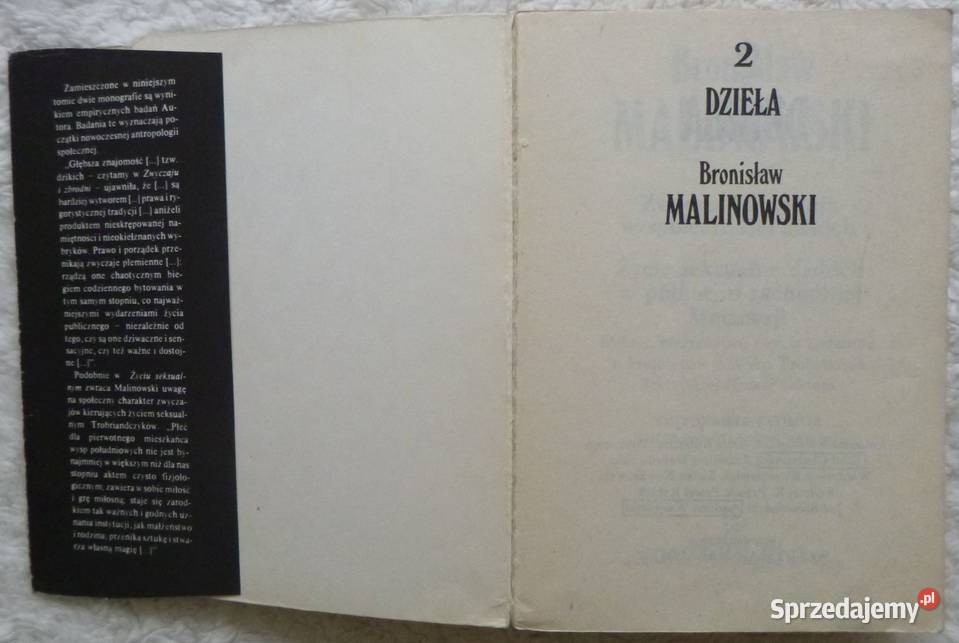 Zamieszczone w niniejszym
tomie dwie monografie są wyni-
kiem empirycznych badań Au-
tora. Badania te wyznaczają po-
czątki nowoczesnej antropologii
społecznej.
„Głębsza znajomość [...] tzw.
dzikich – czytamy w Zwyczaju
i zbrodni – ujawniła, że [...] są
bardziej wytworem [...] prawa i ry-
gorystycznej tradycji [...] aniżeli
produktem nieskrępowanej na-
miętności i nieokiełznanych wy-
bryków. Prawo i porządek prze-
nikają zwyczaje plemienne [...];
rządzą one chaotycznym bie-
giem codziennego bytowania w
tym samym stopniu, co najważ-
niejszymi wydarzeniami życia
publicznego – niezależnie od
tego, czy są one dziwaczne i sen-
sacyjne, czy też ważne i dostoj-
ne [...]”.
Podobnie w Życiu seksual-
nym zwraca Malinowski uwagę
na społeczny charakter zwycza-
jów kierujących życiem seksual-
nym Trobriandczyków. „Płeć
dla pierwotnego mieszkańca
wysp południowych nie jest by-
najmniej w większym niż dla nas
stopniu aktem czysto fizjolo-
gicznym; zawiera w sobie miłość
i grę miłosną; staje się zarod-
kiem tak ważnych i godnych uz-
nania instytucji, jak małżeństwo
i rodzina; przenika sztukę i stwa-
rza własną magię [...]”
2
DZIEŁA
Bronisław
MALINOWSKI
Sprzedajemy.pl